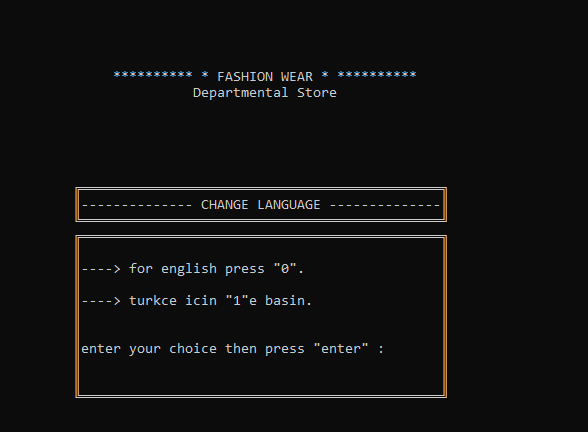 ********** * FASHION WEAR * **********
Departmental Store
-------------- CHANGE LANGUAGE --------------
----> for english press "0".
----> turkce icin "1"e basin.
enter your choice then press "enter" :